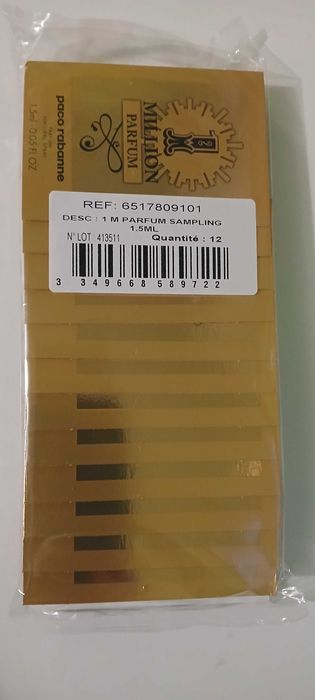 1
MILLION
PARFUM
paco rabanne
1.5ml 0.05 fl OZ
REF: 6517809101
DESC : 1 M PARFUM SAMPLING
1.5ML
N° LOT : 413511 Quantité : 12
3 349668 589722